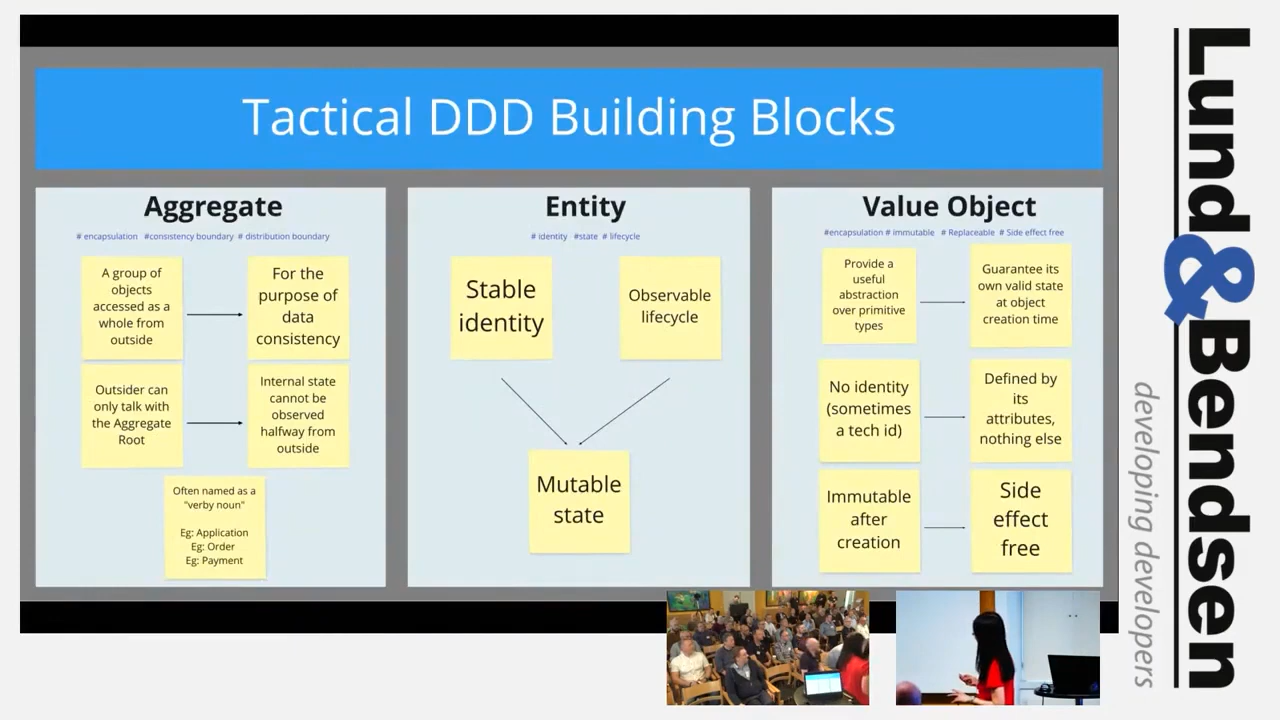 Tactical DDD Building Blocks
Aggregate
# encapsulation #consistency boundary # distribution boundary
A group of
objects
accessed as a
whole from
outside
For the
purpose of
data
consistency
Outsider can
only talk with
the Aggregate
Root
Internal state
cannot be
observed
halfway from
outside
Often named as a
"verby noun"
Eg: Application
Eg: Order
Eg: Payment
Entity
# identity #state # lifecycle
Stable
identity
Observable
lifecycle
Mutable
state
Value Object
#encapsulation # immutable # Replaceable # Side effect free
Provide a
useful
abstraction
over primitive
types
Guarantee its
own valid state
at object
creation time
No identity
(sometimes
a tech id)
Defined by
its
attributes,
nothing else
Immutable
after
creation
Side
effect
free
Lund&Bendsen
developing developers